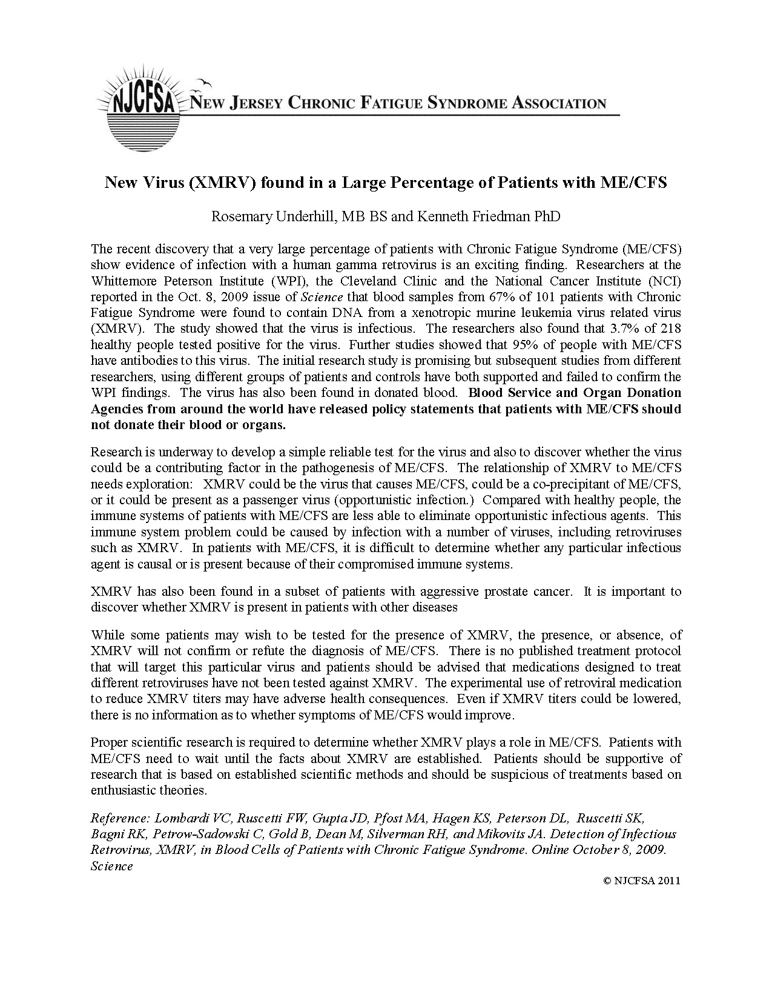 NJCFSA NEW JERSEY CHRONIC FATIGUE SYNDROME ASSOCIATION
New Virus (XMRV) found in a Large Percentage of Patients with ME/CFS
Rosemary Underhill, MB BS and Kenneth Friedman PhD
The recent discovery that a very large percentage of patients with Chronic Fatigue Syndrome (ME/CFS)
show evidence of infection with a human gamma retrovirus is an exciting finding. Researchers at the
Whittemore Peterson Institute (WPI), the Cleveland Clinic and the National Cancer Institute (NCI)
reported in the Oct. 8, 2009 issue of Science that blood samples from 67% of 101 patients with Chronic
Fatigue Syndrome were found to contain DNA from a xenotropic murine leukemia virus related virus
(XMRV). The study showed that the virus is infectious. The researchers also found that 3.7% of 218
healthy people tested positive for the virus. Further studies showed that 95% of people with ME/CFS
have antibodies to this virus. The initial research study is promising but subsequent studies from different
researchers, using different groups of patients and controls have both supported and failed to confirm the
WPI findings. The virus has also been found in donated blood. Blood Service and Organ Donation
Agencies from around the world have released policy statements that patients with ME/CFS should
not donate their blood or organs.
Research is underway to develop a simple reliable test for the virus and also to discover whether the virus
could be a contributing factor in the pathogenesis of ME/CFS. The relationship of XMRV to ME/CFS
needs exploration: XMRV could be the virus that causes ME/CFS, could be a co-precipitant of ME/CFS,
or it could be present as a passenger virus (opportunistic infection.) Compared with healthy people, the
immune systems of patients with ME/CFS are less able to eliminate opportunistic infectious agents. This
immune system problem could be caused by infection with a number of viruses, including retroviruses
such as XMRV. In patients with ME/CFS, it is difficult to determine whether any particular infectious
agent is causal or is present because of their compromised immune systems.
XMRV has also been found in a subset of patients with aggressive prostate cancer. It is important to
discover whether XMRV is present in patients with other diseases
While some patients may wish to be tested for the presence of XMRV, the presence, or absence, of
XMRV will not confirm or refute the diagnosis of ME/CFS. There is no published treatment protocol
that will target this particular virus and patients should be advised that medications designed to treat
different retroviruses have not been tested against XMRV. The experimental use of retroviral medication
to reduce XMRV titers may have adverse health consequences. Even if XMRV titers could be lowered,
there is no information as to whether symptoms of ME/CFS would improve.
Proper scientific research is required to determine whether XMRV plays a role in ME/CFS. Patients with
ME/CFS need to wait until the facts about XMRV are established. Patients should be supportive of
research that is based on established scientific methods and should be suspicious of treatments based on
enthusiastic theories.
Reference: Lombardi VC, Ruscetti FW, Gupta JD, Pfost MA, Hagen KS, Peterson DL, Ruscetti SK,
Bagni RK, Petrow-Sadowski C, Gold B, Dean M, Silverman RH, and Mikovits JA. Detection of Infectious
Retrovirus, XMRV, in Blood Cells of Patients with Chronic Fatigue Syndrome. Online October 8, 2009.
Science
© NJCFSA 2011